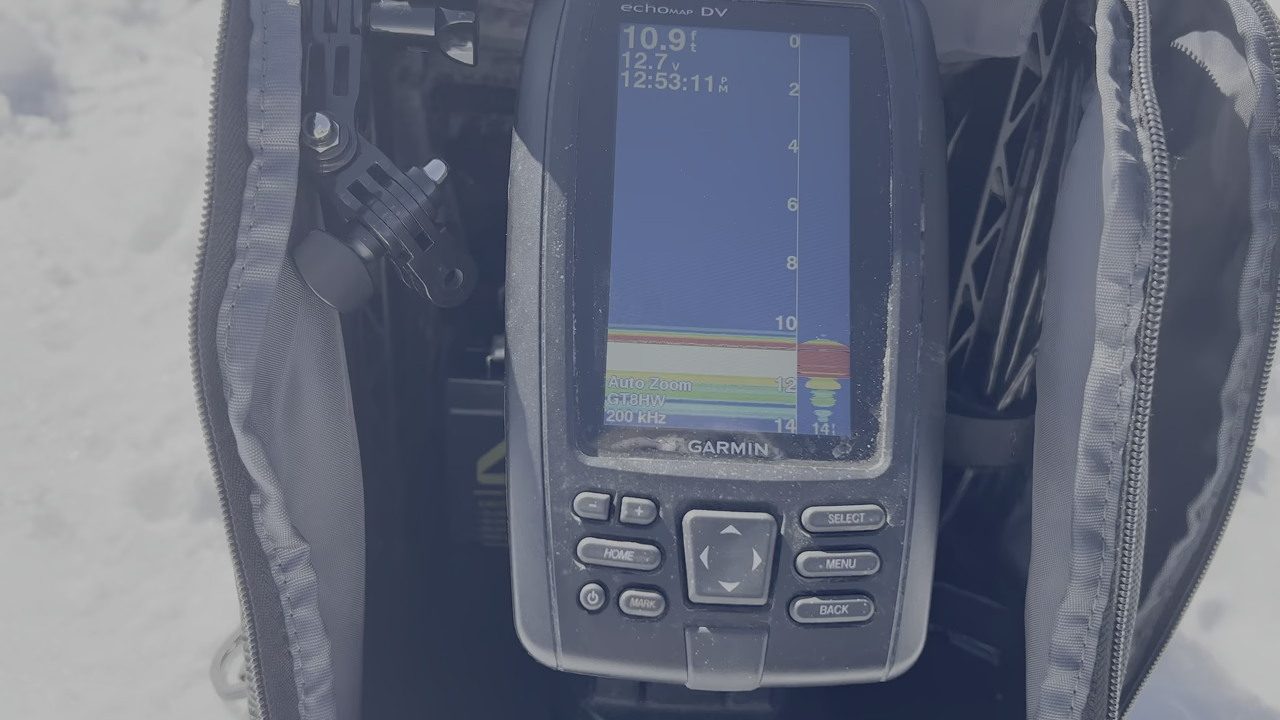 echoMAP DV
10.9 ft
12.7 v
12:53:11 PM
0
2
4
6
8
10
12
14
Auto Zoom
GT8HW
200 kHz
14'
GARMIN
-
+
SELECT
HOME
MENU
MARK
BACK